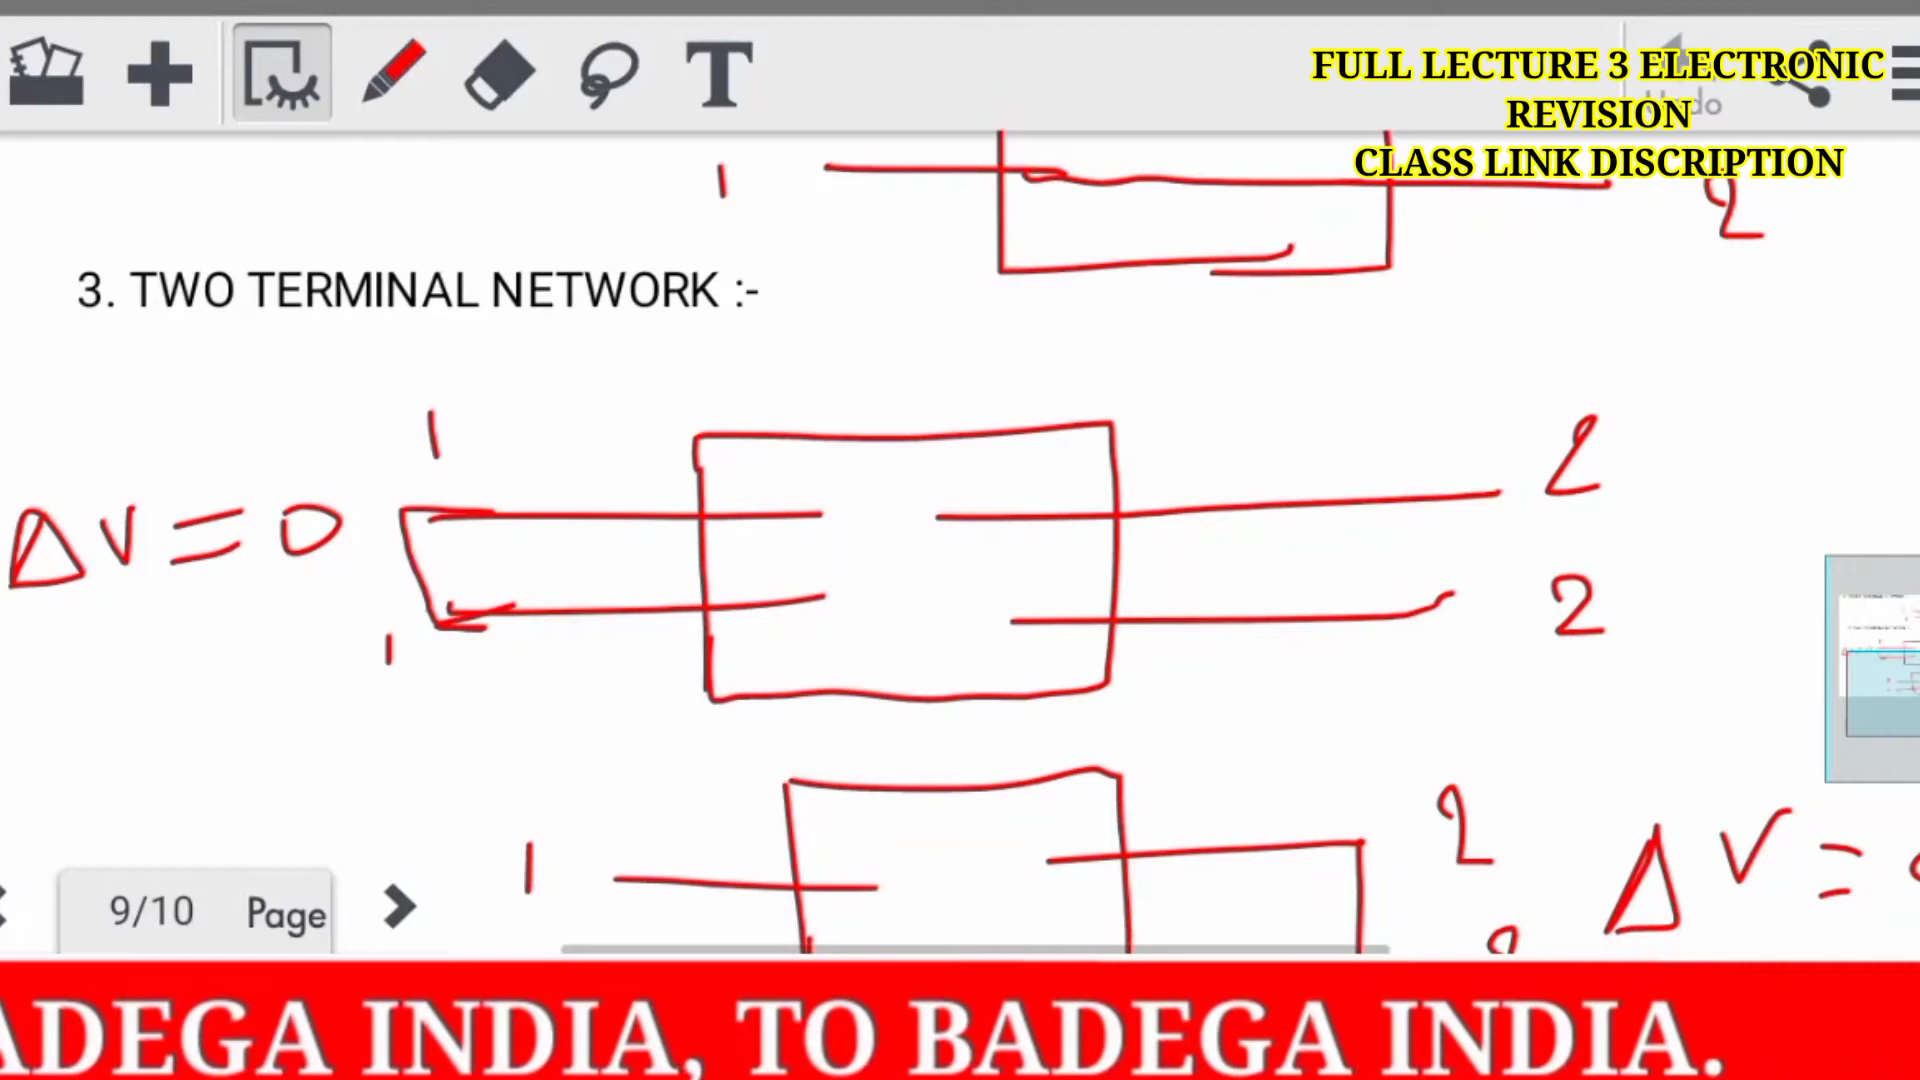 T
Undo
FULL LECTURE 3 ELECTRONIC
REVISION
CLASS LINK DISCRIPTION
1
2
3. TWO TERMINAL NETWORK :-
1
2
ΔV = 0
1
2
1
2
ΔV =
9/10 Page
ADEGA INDIA, TO BADEGA INDIA.